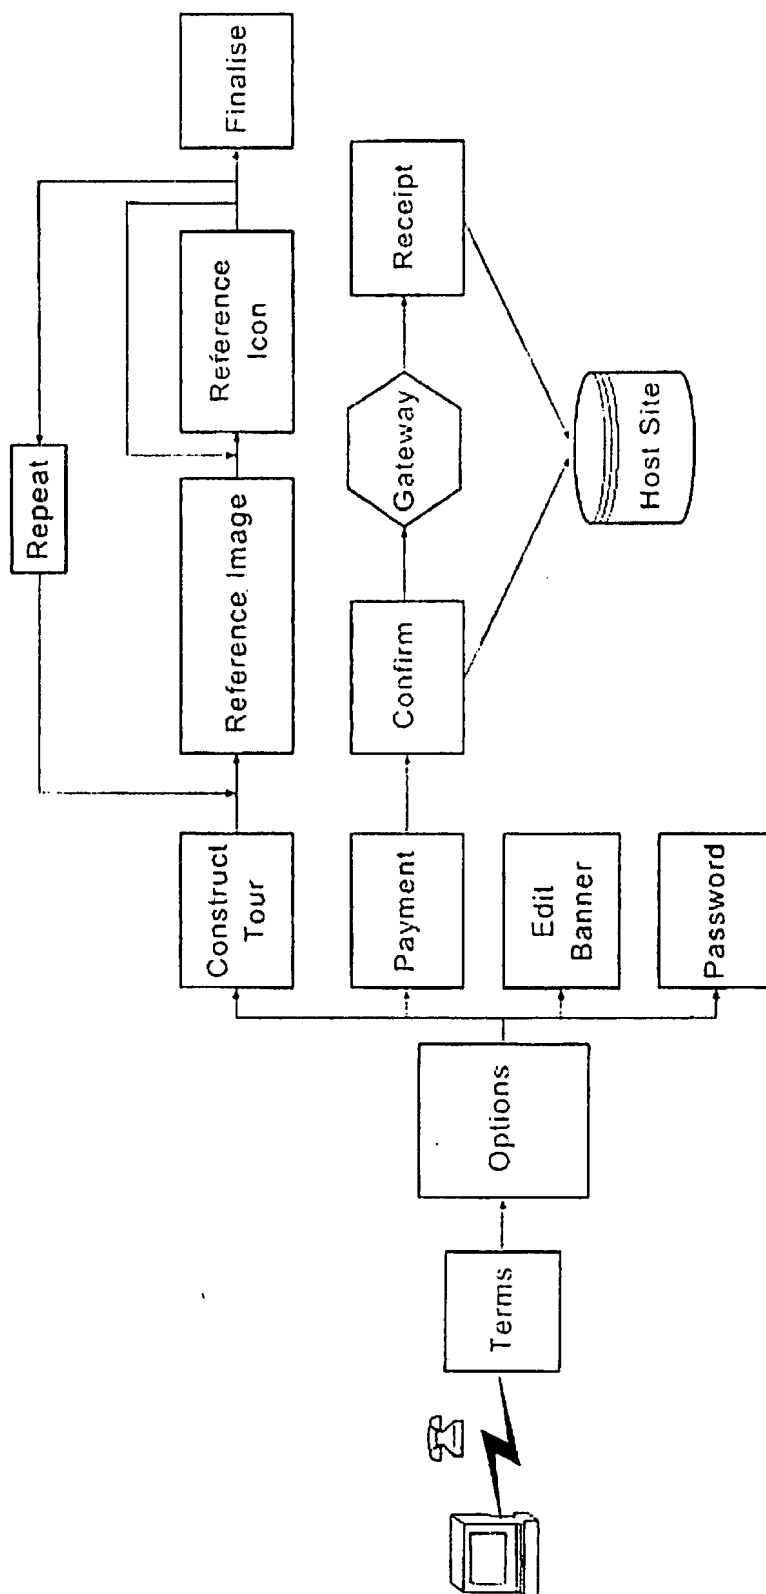 Repeat
Construct
Tour
Reference Image
Reference
Icon
Finalise
Payment
Confirm
Gateway
Receipt
Edit
Banner
Host Site
Password
Terms
Options